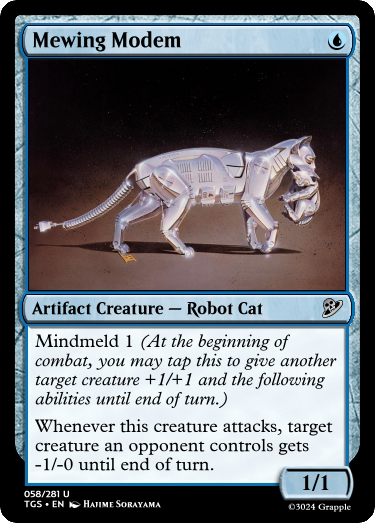 Mewing Modem
Artifact Creature — Robot Cat
Mindmeld 1 (At the beginning of
combat, you may tap this to give another
target creature +1/+1 and the following
abilities until end of turn.)
Whenever this creature attacks, target
creature an opponent controls gets
-1/-0 until end of turn.
1/1
058/281 U
TGS • EN Hajime Sorayama
©3024 Grapple